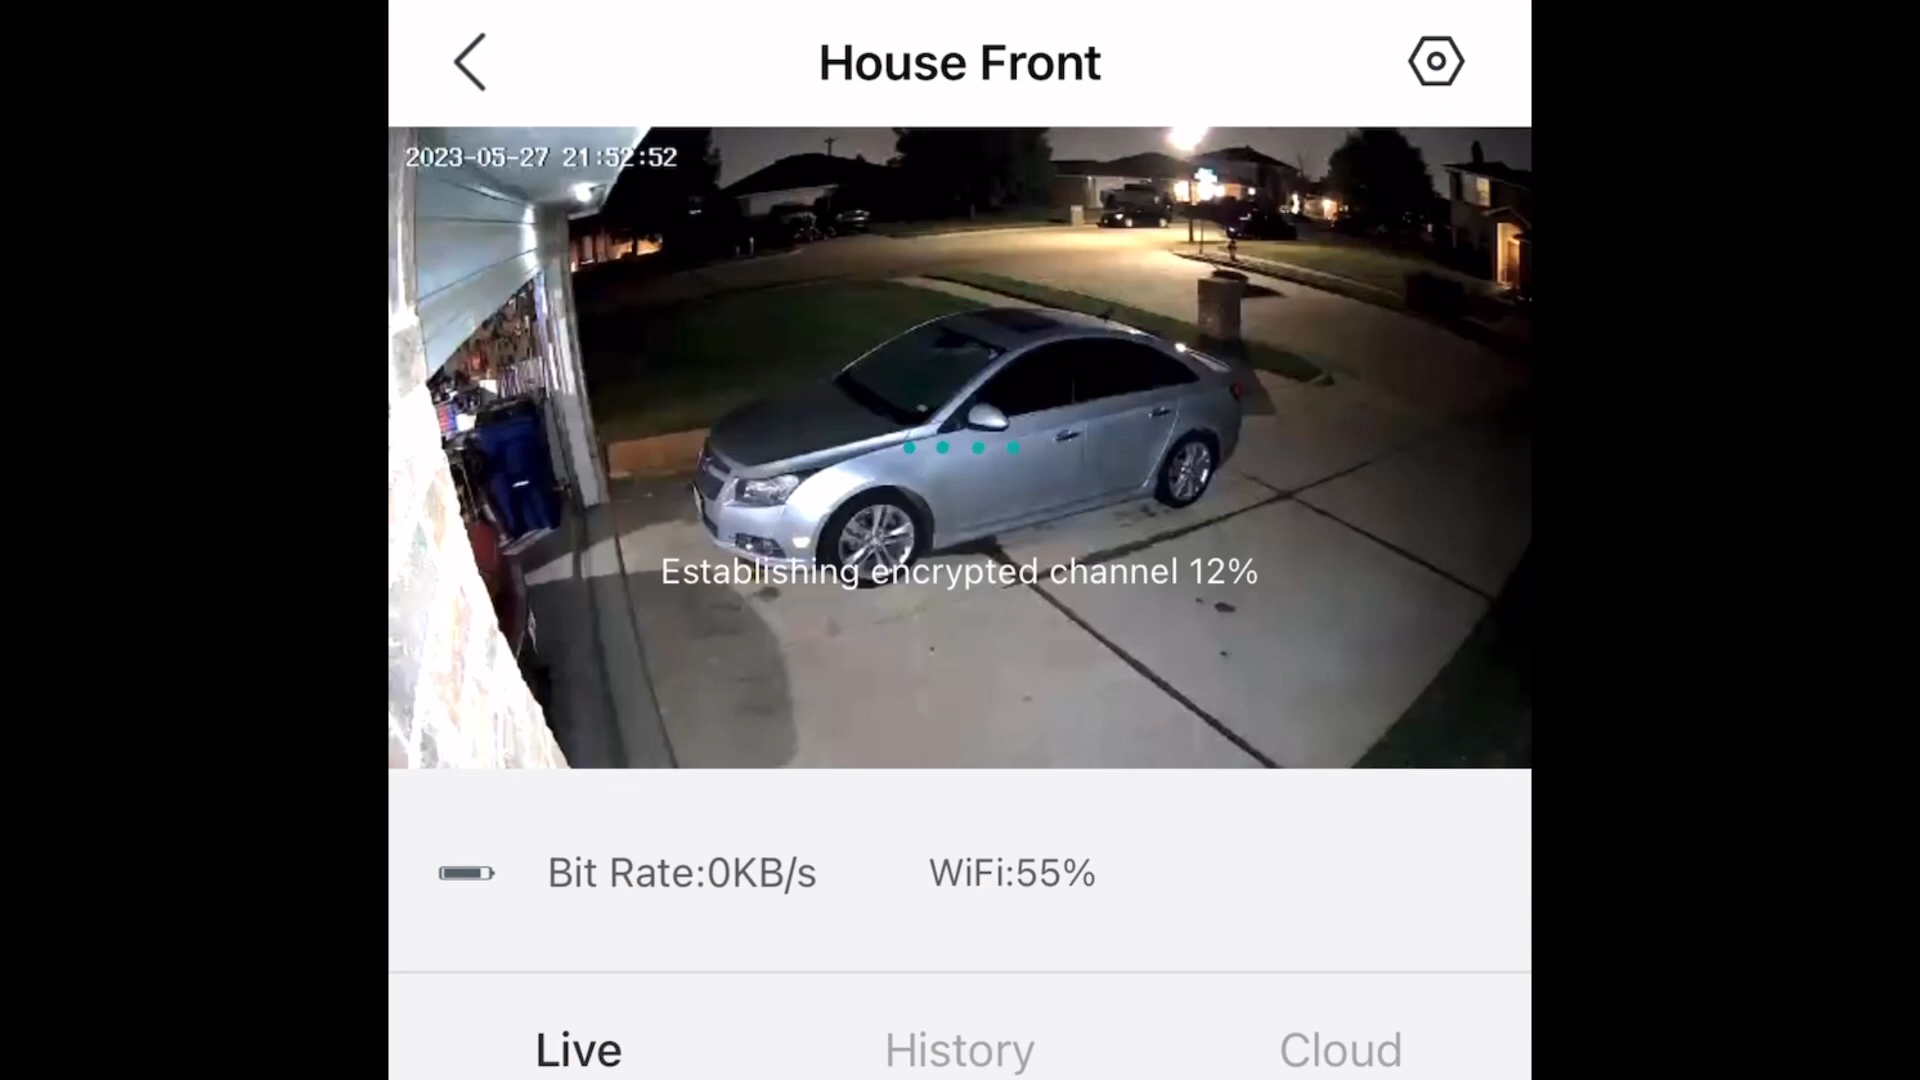 House Front
2023-05-27 21:52:52
Establishing encrypted channel 12%
Bit Rate:0KB/s WiFi:55%
Live History Cloud